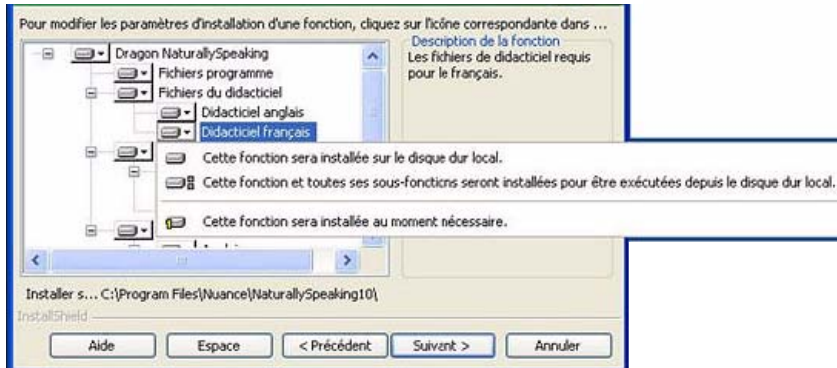 Pour modifier les paramètres d'installation d'une fonction, cliquez sur l'icône correspondante dans ...
Dragon NaturallySpeaking
Fichiers programme
Fichiers du didacticiel
Didacticiel anglais
Didacticiel français
Description de la fonction
Les fichiers de didacticiel requis
pour le français.
Cette fonction sera installée sur le disque dur local.
Cette fonction et toutes ses sous-fonctions seront installées pour être exécutées depuis le disque dur local.
Cette fonction sera installée au moment nécessaire.
Installer s... C:\Program Files\Nuance\NaturallySpeaking10\
InstallShield
Aide
Espace
< Précédent
Suivant >
Annuler